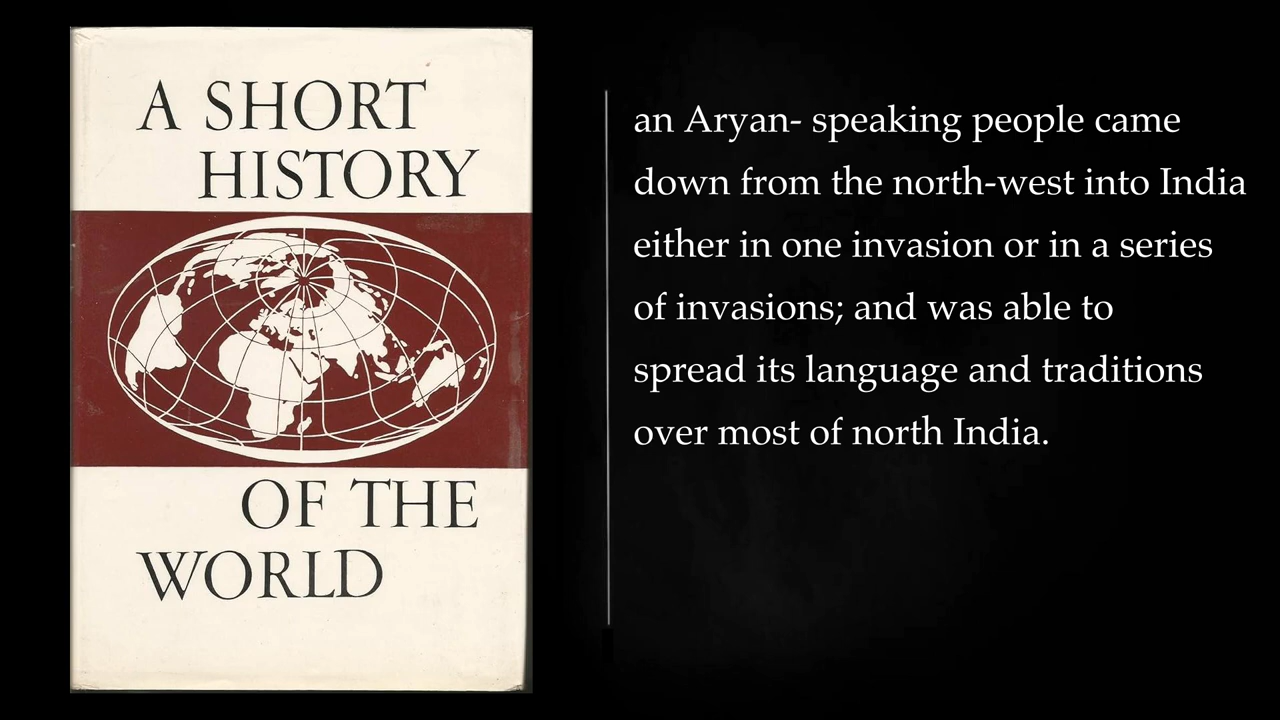 A SHORT
HISTORY
OF THE
WORLD
an Aryan- speaking people came
down from the north-west into India
either in one invasion or in a series
of invasions; and was able to
spread its language and traditions
over most of north India.